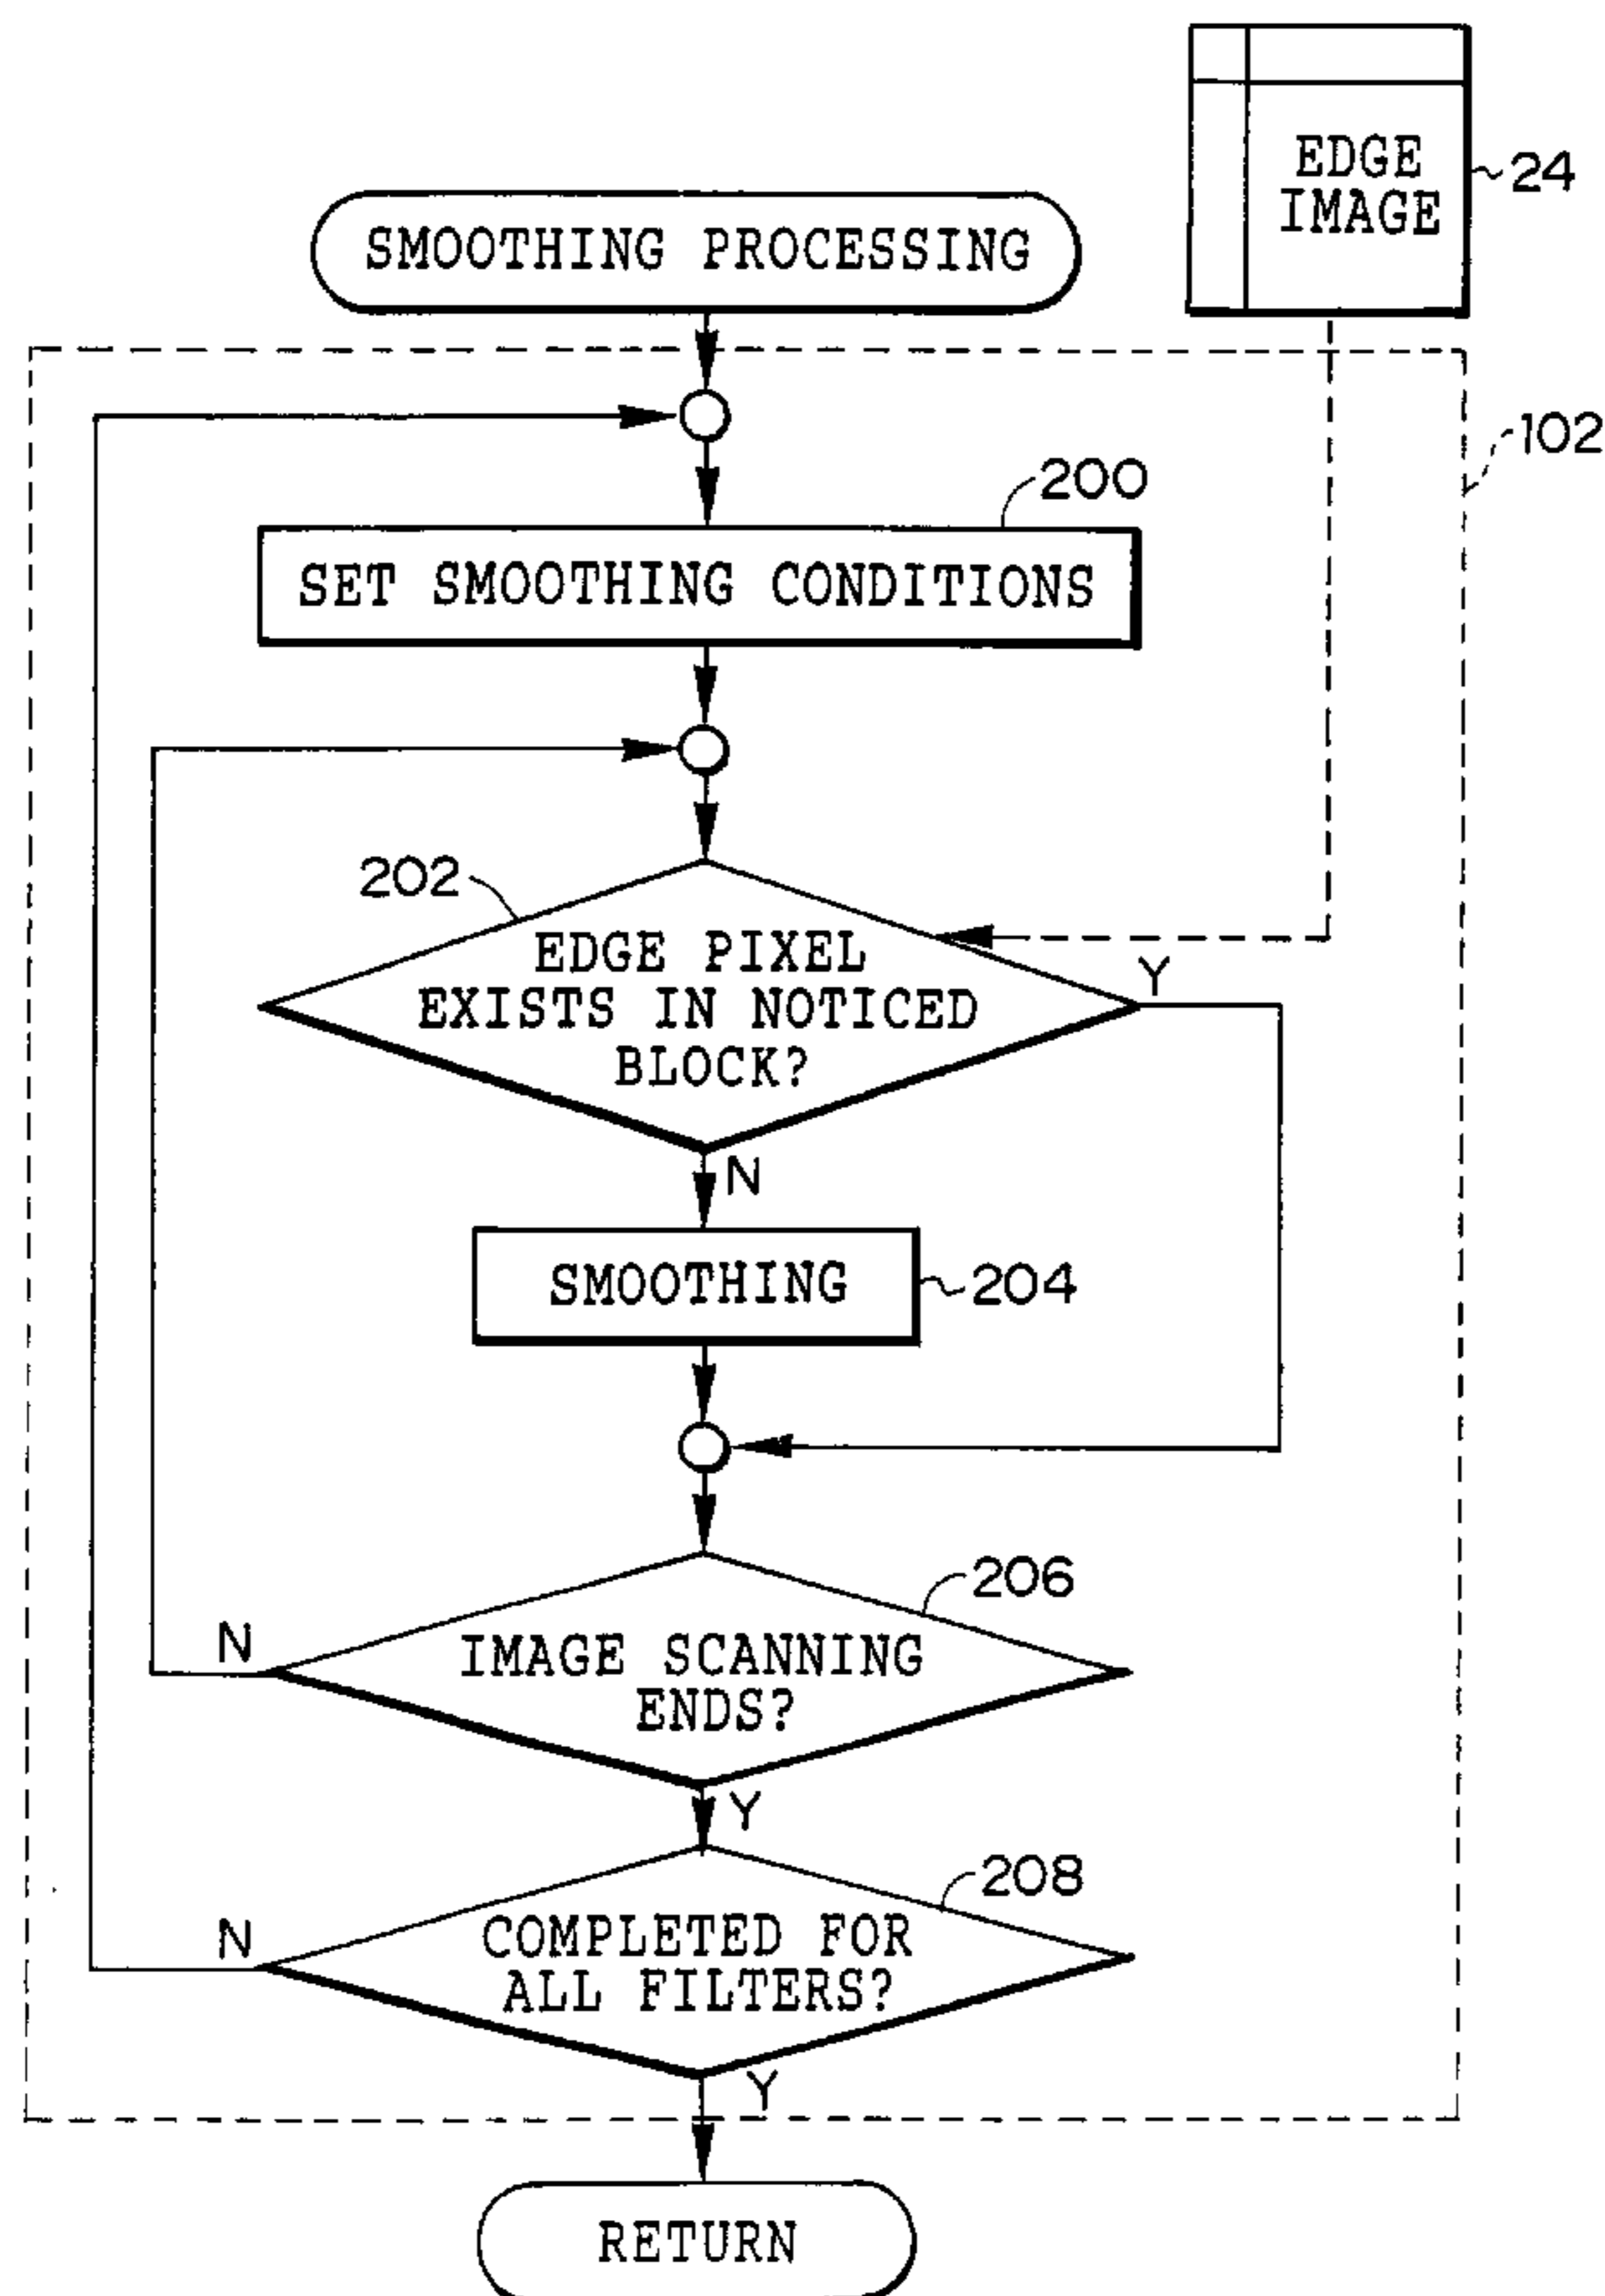 EDGE
IMAGE
24
SMOOTHING PROCESSING
102
200
SET SMOOTHING CONDITIONS
202
EDGE PIXEL
EXISTS IN NOTICED
BLOCK?
Y
N
SMOOTHING
204
206
IMAGE SCANNING
ENDS?
N
Y
208
COMPLETED FOR
ALL FILTERS?
N
Y
RETURN